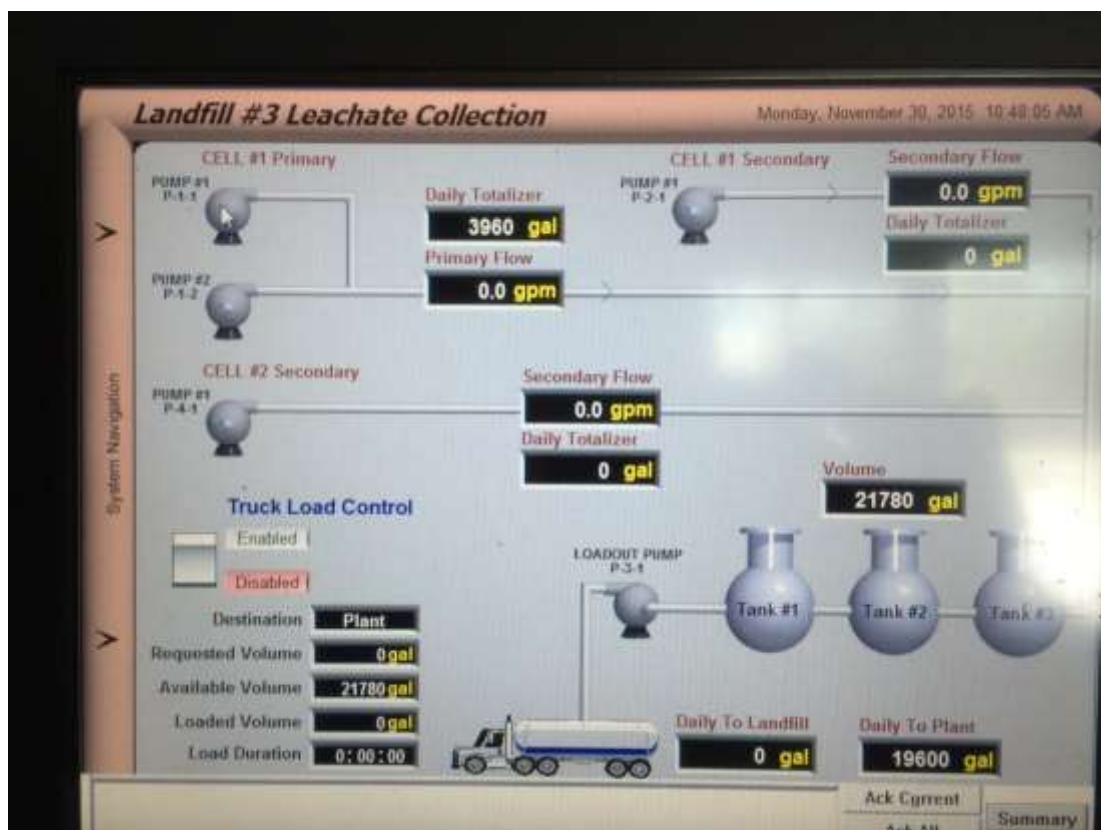 Landfill #3 Leachate Collection
Monday, November 30, 2015 10:48:05 AM
CELL #1 Primary
PUMP #1
P-1-1
Daily Totalizer
3960 gal
Primary Flow
0.0 gpm
PUMP #2
P-1-2
CELL #1 Secondary
PUMP #1
P-2-1
Secondary Flow
0.0 gpm
Daily Totalizer
0 gal
CELL #2 Secondary
PUMP #1
P-4-1
Secondary Flow
0.0 gpm
Daily Totalizer
0 gal
System Navigation
Volume
21780 gal
Truck Load Control
Enabled
Disabled
Destination Plant
Requested Volume 0 gal
Available Volume 21780 gal
Loaded Volume 0 gal
Load Duration 0:00:00
LOADOUT PUMP
P-3-1
Tank #1
Tank #2
Tank #3
Daily To Landfill
0 gal
Daily To Plant
19600 gal
Ack Current
Ack All
Summary